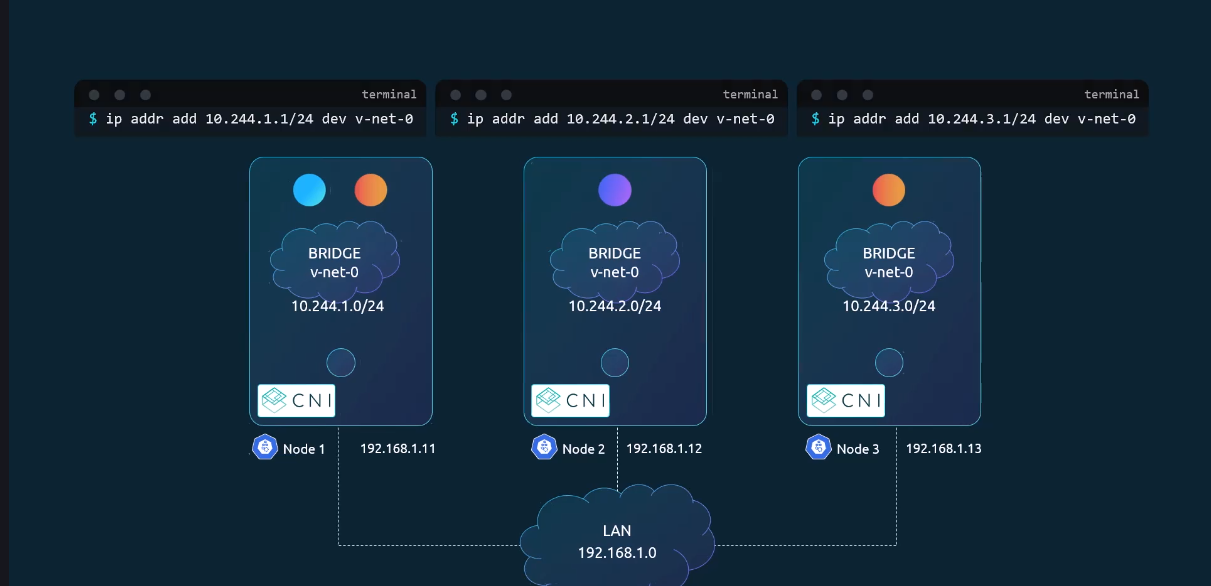 terminal
$ ip addr add 10.244.1.1/24 dev v-net-0
terminal
$ ip addr add 10.244.2.1/24 dev v-net-0
terminal
$ ip addr add 10.244.3.1/24 dev v-net-0
BRIDGE
v-net-0
10.244.1.0/24
CNI
Node 1
192.168.1.11
BRIDGE
v-net-0
10.244.2.0/24
CNI
Node 2
192.168.1.12
BRIDGE
v-net-0
10.244.3.0/24
CNI
Node 3
192.168.1.13
LAN
192.168.1.0